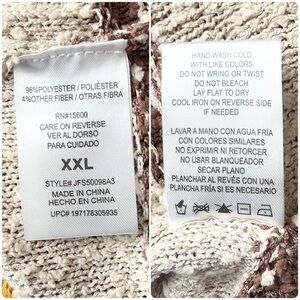 96%POLYESTER / POLIÉSTER
4%OTHER FIBER / OTRAS FIBRA
RN#15600
CARE ON REVERSE
VER AL DORSO
PARA CUIDADO
XXL
STYLE# JFS50098A3
MADE IN CHINA
HECHO EN CHINA
UPC# 197178305935
HAND WASH COLD
WITH LIKE COLORS
DO NOT WRING OR TWIST
DO NOT BLEACH
LAY FLAT TO DRY
COOL IRON ON REVERSE SIDE
IF NEEDED
LAVAR A MANO CON AGUA FRÍA
CON COLORES SIMILARES
NO EXPRIMIR NI RETORCER
NO USAR BLANQUEADOR
SECAR PLANO
PLANCHAR AL REVÉS CON UNA
PLANCHA FRÍA SI ES NECESARIO